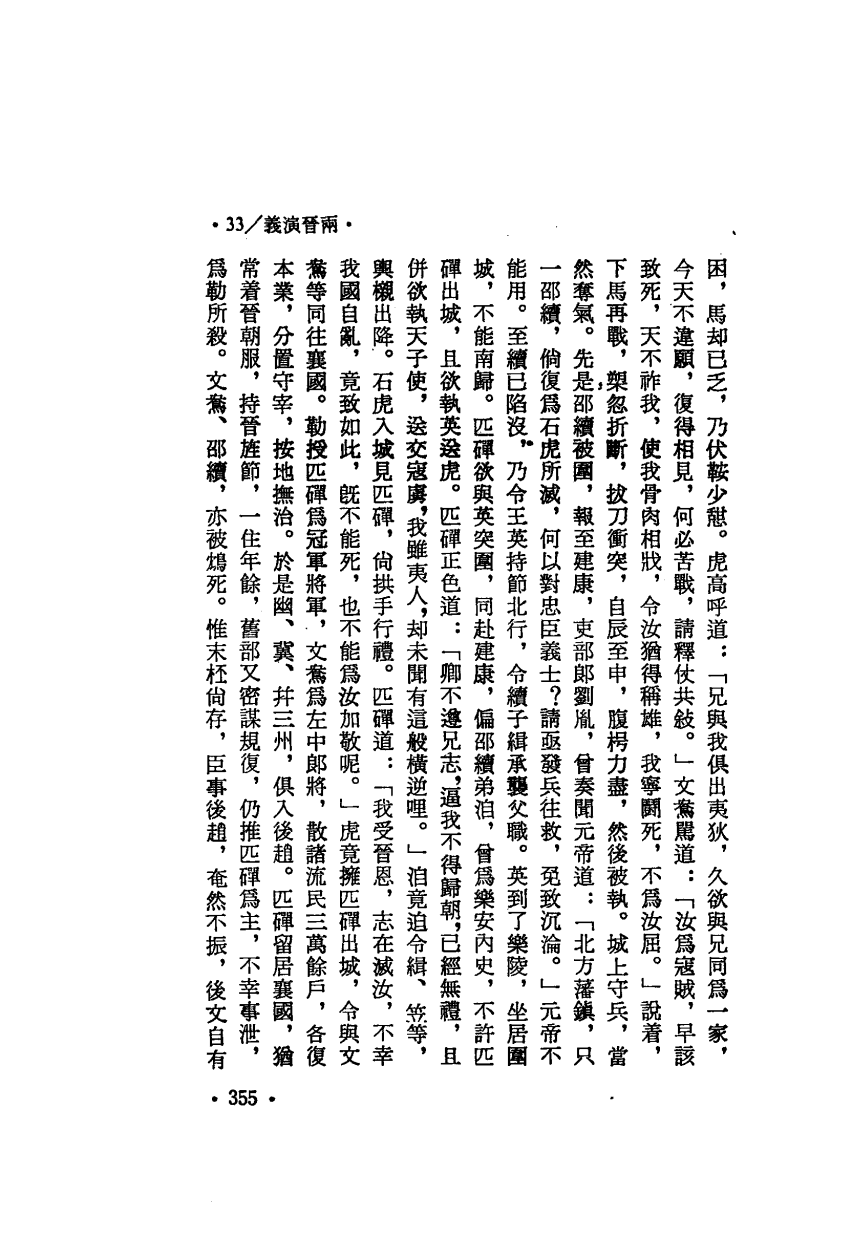 ·33／義演晉兩·
困，馬却已乏，乃伏鞍少憇。虎高呼道：「兄與我俱出夷狄，久欲與兄同爲一家，
今天不違願，復得相見，何必苦戰，請釋仗共敍。」文鴦駡道：「汝爲寇賊，早該
致死，天不祚我，使我骨肉相戕，令汝猶得稱雄，我寧鬭死，不爲汝屈。」說着，
下馬再戰，槊忽折斷，拔刀衝突，自辰至申，腹枵力盡，然後被執。城上守兵，當
然奪氣。先是邵續被圍，報至建康，吏部郞劉胤，曾奏聞元帝道：「北方藩鎭，只
一邵續，倘復爲石虎所滅，何以對忠臣義士？請亟發兵往救，免致沉淪。」元帝不
能用。至續已陷沒，乃令王英持節北行，令續子緝承襲父職。英到了樂陵，坐居圍
城，不能南歸。匹磾欲與英突圍，同赴建康，偏邵續弟洎，曾爲樂安內史，不許匹
磾出城，且欲執英送虎。匹磾正色道：「卿不遵兄志，逼我不得歸朝，已經無禮，且
併欲執天子使，送交寇虜，我雖夷人，却未聞有這般橫逆哩。」洎竟迫令緝、笠等，
輿櫬出降。石虎入城見匹磾，尙拱手行禮。匹磾道：「我受晉恩，志在滅汝，不幸
我國自亂，竟致如此，旣不能死，也不能爲汝加敬呢。」虎竟擁匹磾出城，令與文
鴦等同往襄國。勒授匹磾爲冠軍將軍，文鴦爲左中郞將，散諸流民三萬餘戶，各復
本業，分置守宰，按地撫治。於是幽、冀、幷三州，俱入後趙。匹磾留居襄國，猶
常着晉朝服，持晉旌節，一住年餘，舊部又密謀規復，仍推匹磾爲主，不幸事泄，
爲勒所殺。文鴦、邵續，亦被鴆死。惟末柸尙存，臣事後趙，奄然不振，後文自有
·355·